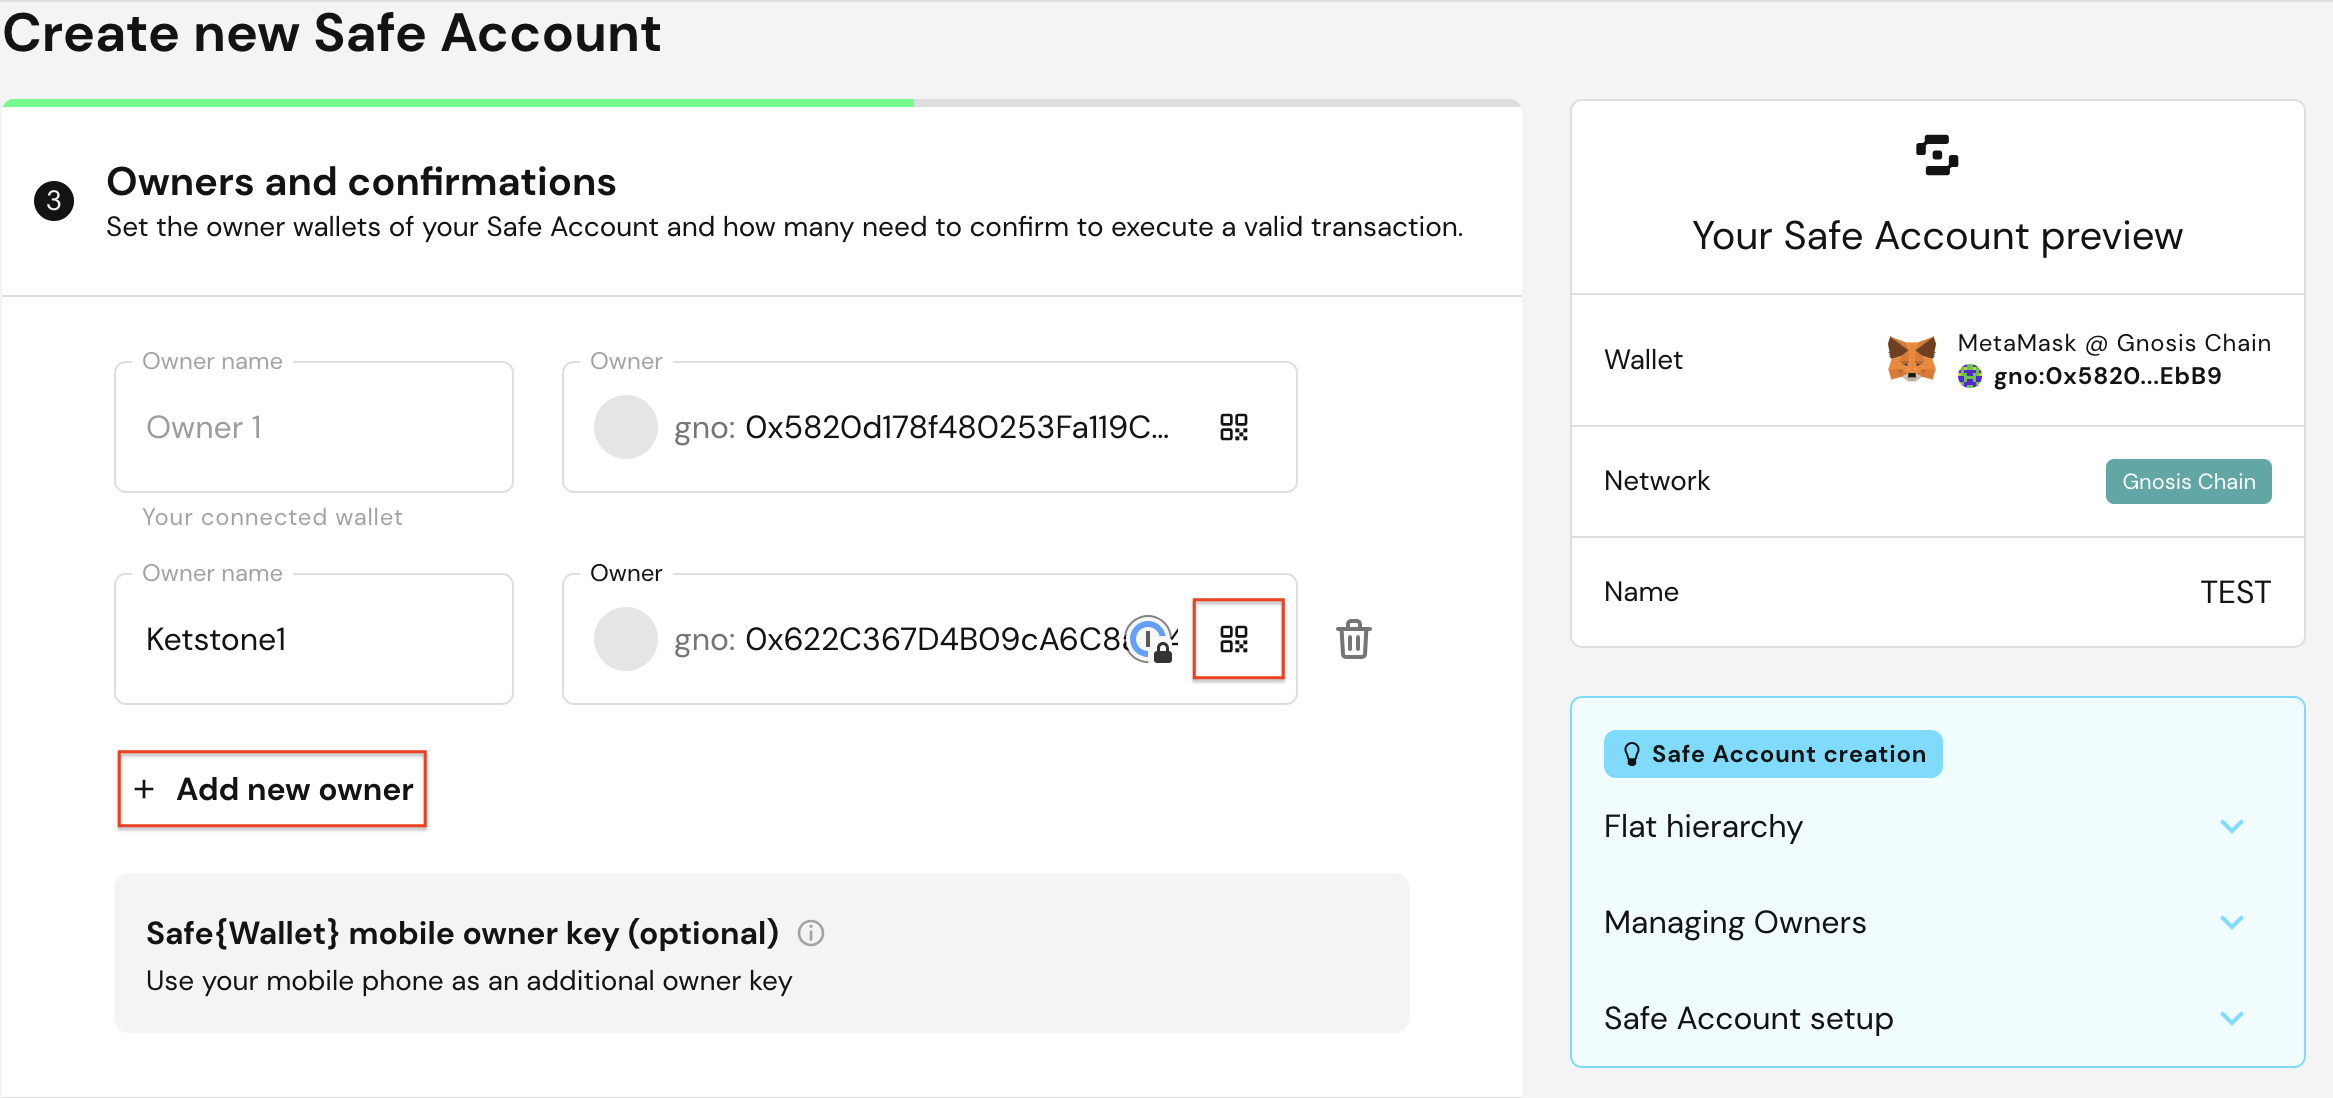 Create new Safe Account
3
Owners and confirmations
Set the owner wallets of your Safe Account and how many need to confirm to execute a valid transaction.
Owner name
Owner 1
Owner
gno: 0x5820d178f480253Fa119C...
Your connected wallet
Owner name
Ketstone1
Owner
gno: 0x622C367D4B09cA6C8
+ Add new owner
Safe{Wallet} mobile owner key (optional)
Use your mobile phone as an additional owner key
Your Safe Account preview
Wallet
MetaMask @ Gnosis Chain
gno:0x5820...EbB9
Network
Gnosis Chain
Name
TEST
Safe Account creation
Flat hierarchy
Managing Owners
Safe Account setup